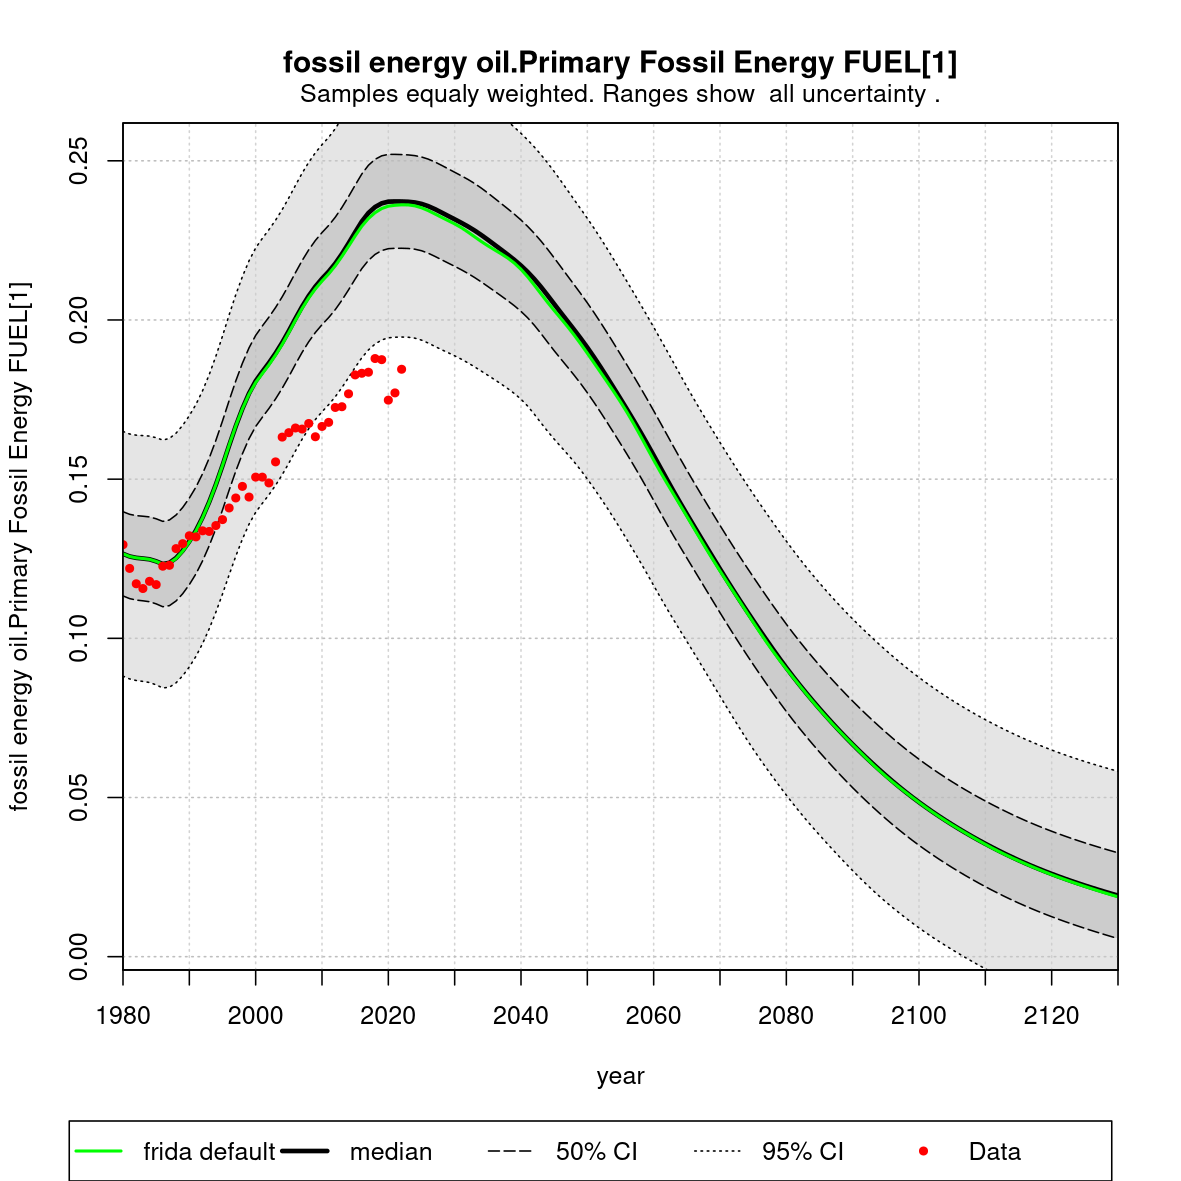 fossil energy oil.Primary Fossil Energy FUEL[1]
Samples equaly weighted. Ranges show  all uncertainty .
fossil energy oil.Primary Fossil Energy FUEL[1]
0.25
0.20
0.15
0.10
0.05
0.00
1980 2000 2020 2040 2060 2080 2100 2120
year
frida default median 50% CI 95% CI Data